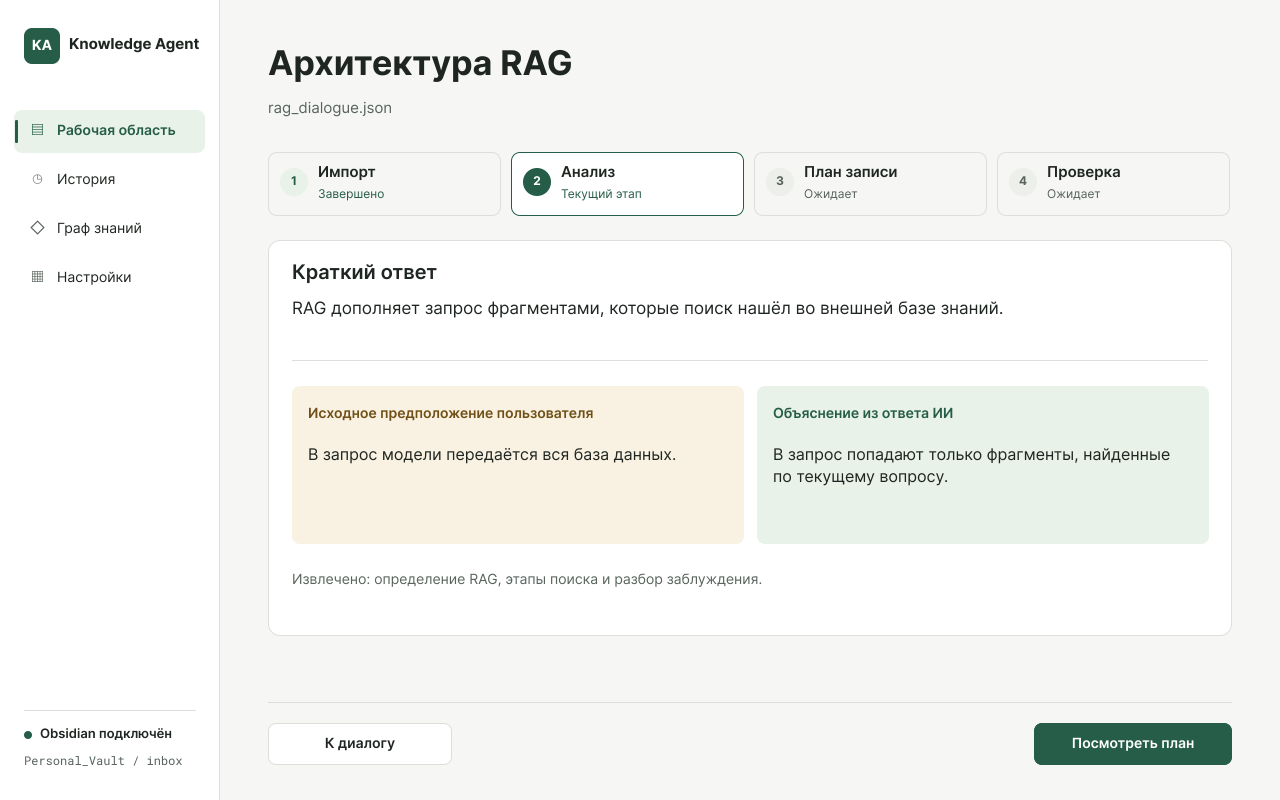 KA
Knowledge Agent
Рабочая область
История
Граф знаний
Настройки
Obsidian подключён
Personal_Vault / inbox
Архитектура RAG
rag_dialogue.json
1
Импорт
Завершено
2
Анализ
Текущий этап
3
План записи
Ожидает
4
Проверка
Ожидает
Краткий ответ
RAG дополняет запрос фрагментами, которые поиск нашёл во внешней базе знаний.
Исходное предположение пользователя
В запрос модели передаётся вся база данных.
Объяснение из ответа ИИ
В запрос попадают только фрагменты, найденные
по текущему вопросу.
Извлечено: определение RAG, этапы поиска и разбор заблуждения.
К диалогу
Посмотреть план